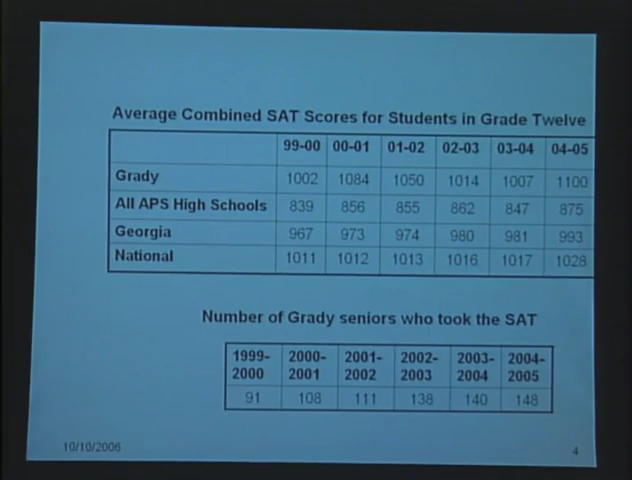 Average Combined SAT Scores for Students in Grade Twelve
99-00 00-01 01-02 02-03 03-04 04-05
Grady 1002 1084 1050 1014 1007 1100
All APS High Schools 839 856 855 862 847 875
Georgia 967 973 974 980 981 993
National 1011 1012 1013 1016 1017 1028
Number of Grady seniors who took the SAT
1999- 2000- 2001- 2002- 2003- 2004-
2000 2001 2002 2003 2004 2005
91 108 111 138 140 148
10/10/2006 4